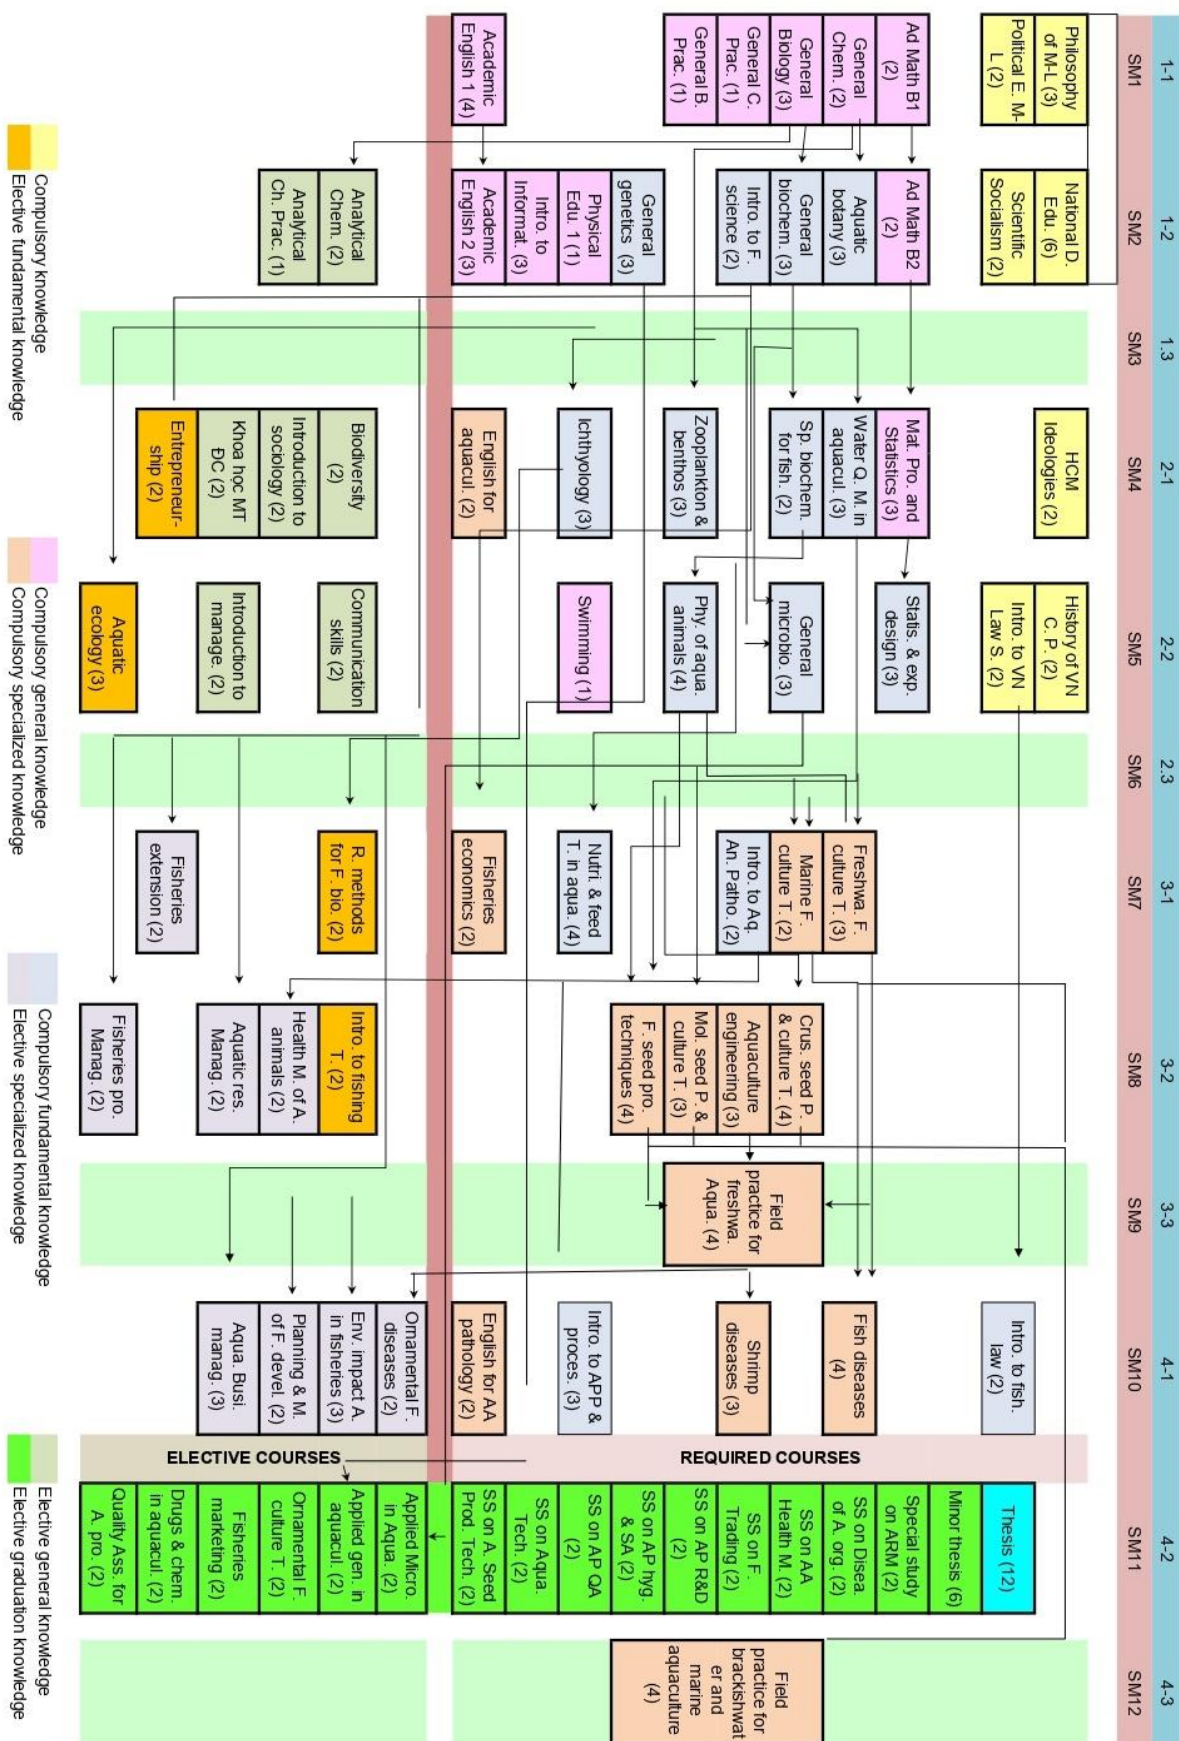 1-1
1-2
1.3
2-1
2-2
2.3
3-1
3-2
3-3
4-1
4-2
4-3
SM1
SM2
SM3
SM4
SM5
SM6
SM7
SM8
SM9
SM10
SM11
SM12
Philosophy
of M-L (3)
Political E. M-
L (2)
Ad Math B1
(2)
General
Chem. (2)
General
Biology (3)
General C.
Prac. (1)
General B.
Prac. (1)
Academic
English 1 (4)
National D.
Edu. (6)
Scientific
Socialism (2)
Ad Math B2
(2)
Aquatic
botany (3)
General
biochem. (3)
Intro. to F.
science (2)
General
genetics (3)
Physical
Edu. 1 (1)
Intro. to
Informat. (3)
Academic
English 2 (3)
Analytical
Chem. (2)
Analytical
Ch. Prac. (1)
HCM
Ideologies (2)
Mat. Pro. and
Statistics (3)
Water Q. M. in
aquacul. (3)
Sp. biochem.
for fish. (2)
Zooplankton &
benthos (3)
Ichthyology (3)
English for
aquacul. (2)
Biodiversity
(2)
Introduction to
sociology (2)
Khoa học MT
ĐC (2)
Entrepreneur-
ship (2)
History of VN
C. P. (2)
Intro. to VN
Law S. (2)
Statis. & exp.
design (3)
General
microbio. (3)
Phy. of aqua.
animals (4)
Swimming (1)
Communication
skills (2)
Introduction to
manage. (2)
Aquatic
ecology (3)
Freshwa. F.
culture T. (3)
Marine F.
culture T. (2)
Intro. to Aq.
An. Patho. (2)
Nutri. & feed
T. in aqua. (4)
Fisheries
economics (2)
R. methods
for F. bio. (2)
Fisheries
extension (2)
Crus. seed P.
& culture T. (4)
Aquaculture
engineering (3)
Mol. seed P. &
culture T. (3)
F. seed pro.
techniques (4)
Intro. to fishing
T. (2)
Health M. of A.
animals (2)
Aquatic res.
Manag. (2)
Fisheries pro.
Manag. (2)
Field
practice for
freshwa.
Aqua. (4)
Intro. to fish.
law (2)
Fish diseases
(4)
Shrimp
diseases (3)
Intro. to APP &
proces. (3)
English for AA
pathology (2)
Ornamental F.
diseases (2)
Env. impact A.
in fisheries (3)
Planning & M.
of F. devel. (2)
Aqua. Busi.
manag. (3)
REQUIRED COURSES
ELECTIVE COURSES
Thesis (12)
Minor thesis (6)
Special study
on ARM (2)
SS on Disea.
of A. org. (2)
SS on AA
Health M. (2)
SS on F.
Trading (2)
SS on AP R&D
(2)
SS on AP hyg.
& SA (2)
SS on AP QA
(2)
SS on Aqua.
Tech. (2)
SS on A. Seed
Prod. Tech. (2)
Applied Micro.
in Aqua. (2)
Applied gen. in
aquacul. (2)
Ornamental F.
culture T. (2)
Fisheries
marketing (2)
Drugs & chem.
in aquacul. (2)
Quality Ass. for
A. pro. (2)
Field
practice for
brackishwat
er and
marine
aquaculture
(4)
Compulsory knowledge
Elective fundamental knowledge
Compulsory general knowledge
Compulsory specialized knowledge
Compulsory fundamental knowledge
Elective specialized knowledge
Elective general knowledge
Elective graduation knowledge